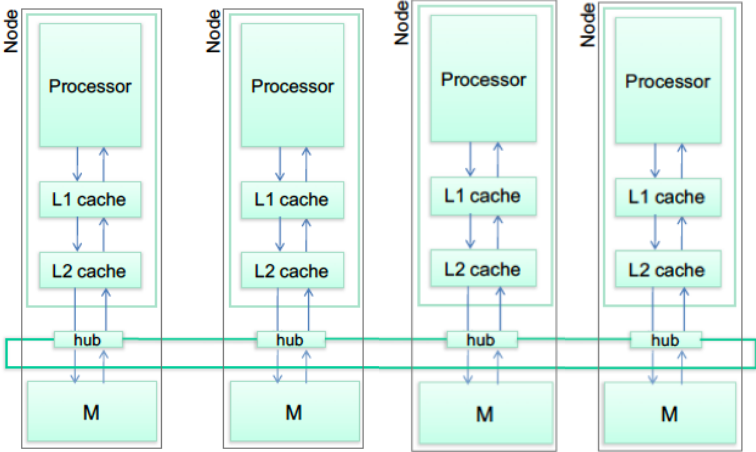 Node
Node
Node
Node
Processor
Processor
Processor
Processor
L1 cache
L1 cache
L1 cache
L1 cache
L2 cache
L2 cache
L2 cache
L2 cache
hub
hub
hub
hub
M
M
M
M